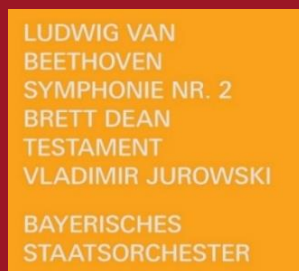 LUDWIG VAN
BEETHOVEN
SYMPHONIE NR. 2
BRETT DEAN
TESTAMENT
VLADIMIR JUROWSKI
BAYERISCHES
STAATSORCHESTER